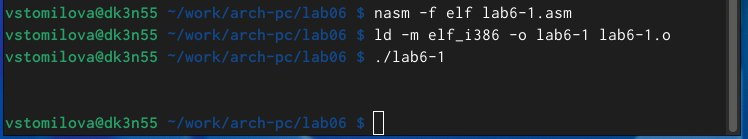 vstomilova@dk3n55 ~/work/arch-pc/lab06 $ nasm -f elf lab6-1.asm
vstomilova@dk3n55 ~/work/arch-pc/lab06 $ ld -m elf_i386 -o lab6-1 lab6-1.o
vstomilova@dk3n55 ~/work/arch-pc/lab06 $ ./lab6-1
vstomilova@dk3n55 ~/work/arch-pc/lab06 $